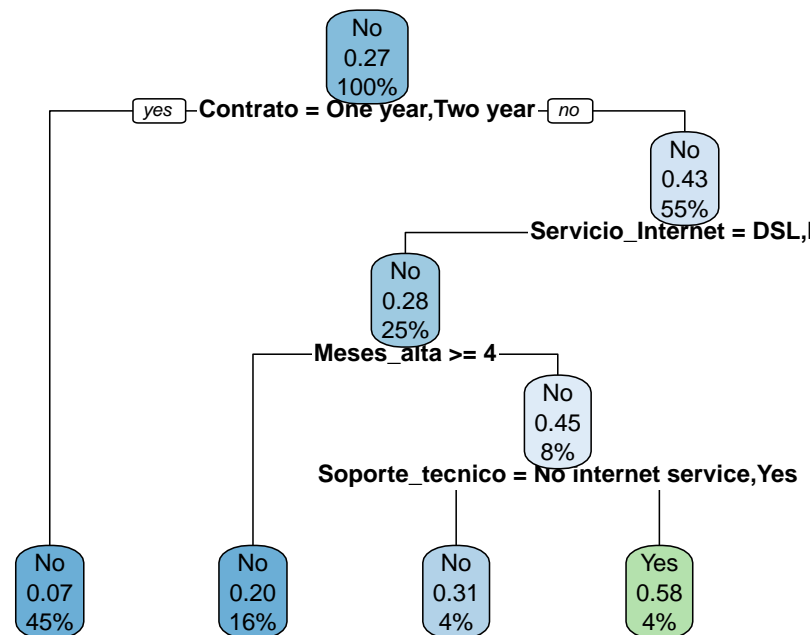 No
0.27
100%
yes Contrato = One year,Two year no
No
0.43
55%
Servicio_Internet = DSL,
No
0.28
25%
Meses_alta >= 4
No
0.45
8%
Soporte_tecnico = No internet service,Yes
No
0.07
45%
No
0.20
16%
No
0.31
4%
Yes
0.58
4%